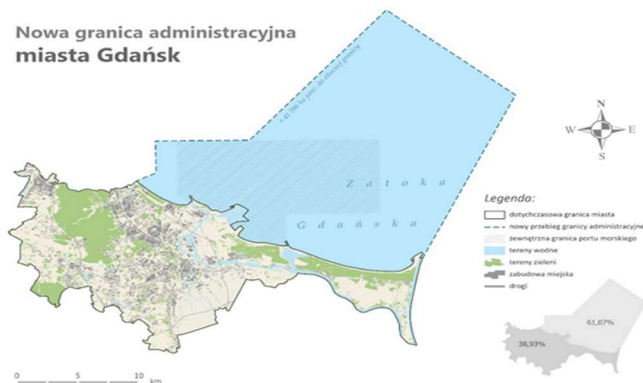 Nowa granica administracyjna
miasta Gdańsk
Zatoka
Gdańska
N
W E
S
Legenda:
dotychczasowa granica miasta
nowy przebieg granicy administracyjnej
zewnętrzna granica portu morskiego
tereny wodne
tereny zieleni
zabudowa miejska
drogi
38,93%
61,07%
0 5 10
km